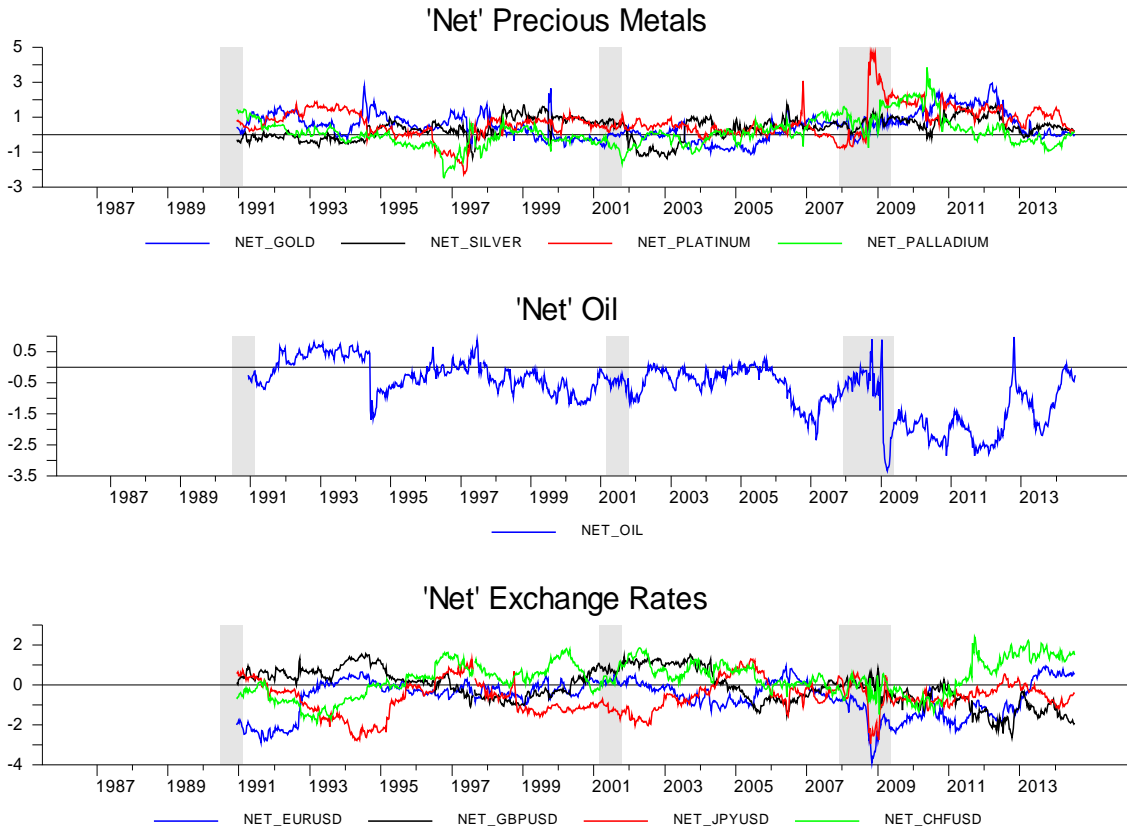 'Net' Precious Metals
5
3
1
-1
-3
1987 1989 1991 1993 1995 1997 1999 2001 2003 2005 2007 2009 2011 2013
NET_GOLD NET_SILVER NET_PLATINUM NET_PALLADIUM
'Net' Oil
0.5
-0.5
-1.5
-2.5
-3.5
1987 1989 1991 1993 1995 1997 1999 2001 2003 2005 2007 2009 2011 2013
NET_OIL
'Net' Exchange Rates
2
0
-2
-4
1987 1989 1991 1993 1995 1997 1999 2001 2003 2005 2007 2009 2011 2013
NET_EURUSD NET_GBPUSD NET_JPYUSD NET_CHFUSD